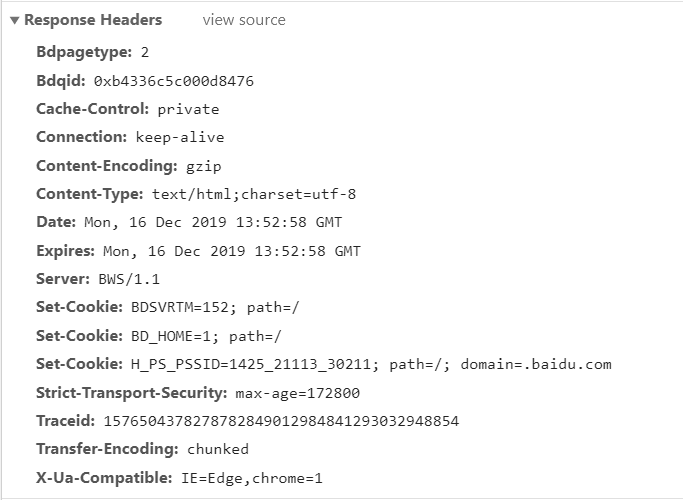 Response Headers view source
Bdpagetype: 2
Bdqid: 0xb4336c5c000d8476
Cache-Control: private
Connection: keep-alive
Content-Encoding: gzip
Content-Type: text/html;charset=utf-8
Date: Mon, 16 Dec 2019 13:52:58 GMT
Expires: Mon, 16 Dec 2019 13:52:58 GMT
Server: BWS/1.1
Set-Cookie: BDSVRTM=152; path=/
Set-Cookie: BD_HOME=1; path=/
Set-Cookie: H_PS_PSSID=1425_21113_30211; path=/; domain=.baidu.com
Strict-Transport-Security: max-age=172800
Traceid: 1576504378278782849012984841293032948854
Transfer-Encoding: chunked
X-Ua-Compatible: IE=Edge,chrome=1